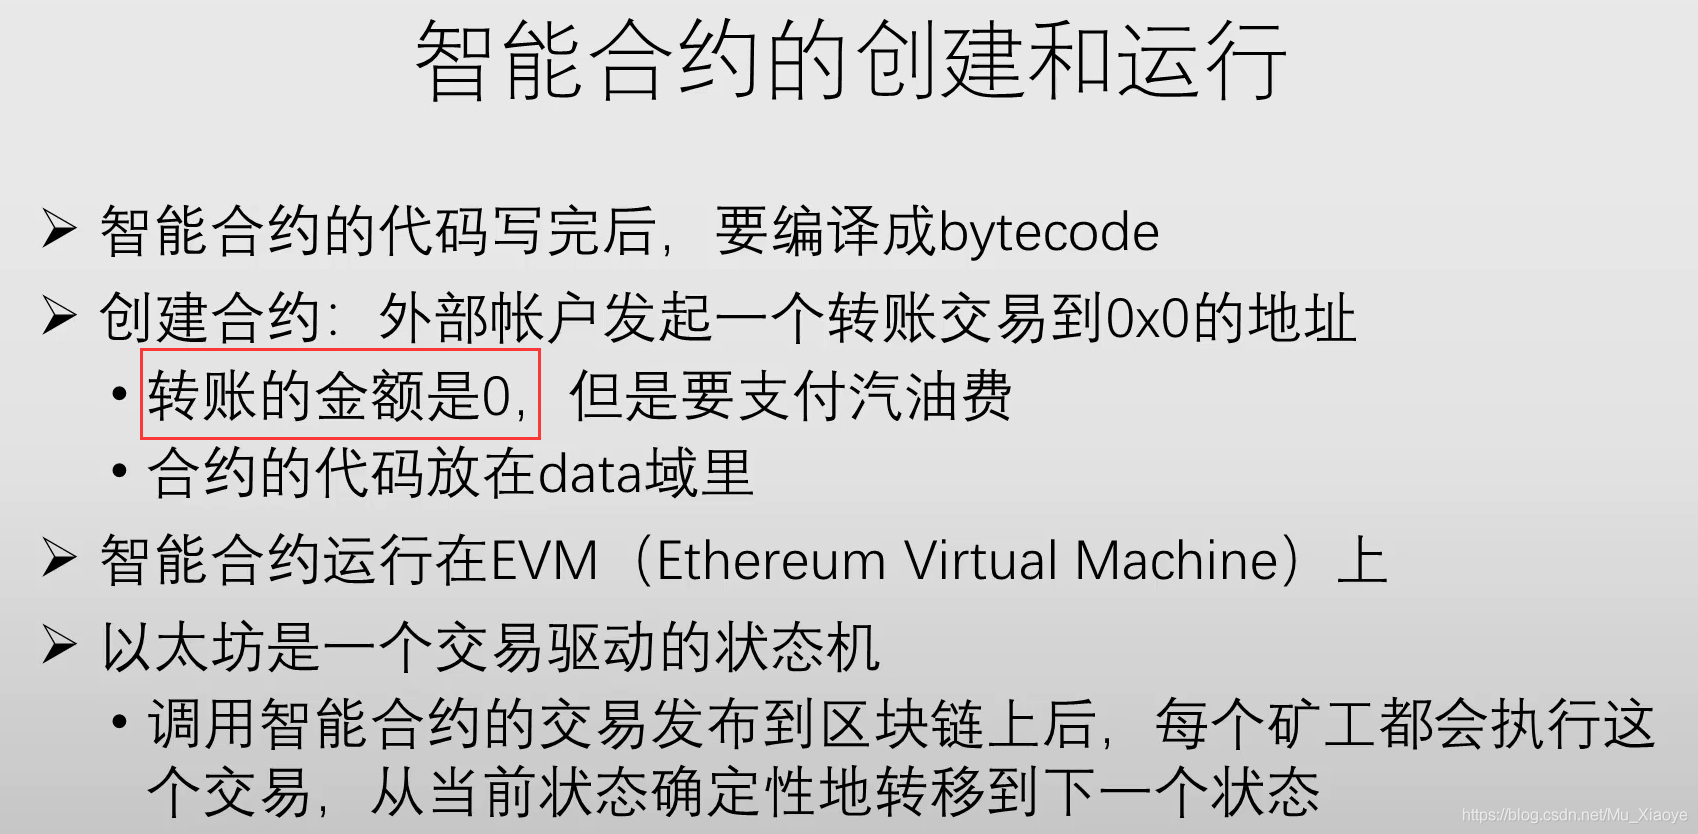 智能合约的创建和运行
➢ 智能合约的代码写完后，要编译成bytecode
➢ 创建合约：外部帐户发起一个转账交易到0x0的地址
• 转账的金额是0，但是要支付汽油费
• 合约的代码放在data域里
➢ 智能合约运行在EVM（Ethereum Virtual Machine）上
➢ 以太坊是一个交易驱动的状态机
• 调用智能合约的交易发布到区块链上后，每个矿工都会执行这
个交易，从当前状态确定性地转移到下一个状态
https://blog.csdn.net/Mu_Xiaoye